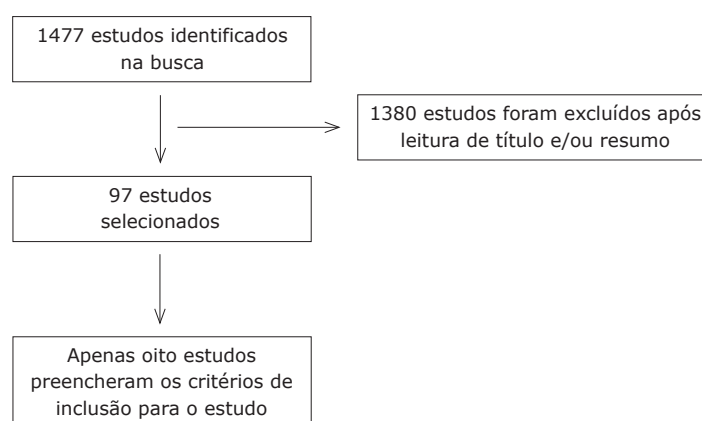 1477 estudos identificados
na busca
1380 estudos foram excluídos após
leitura de título e/ou resumo
97 estudos
selecionados
Apenas oito estudos
preencheram os critérios de
inclusão para o estudo